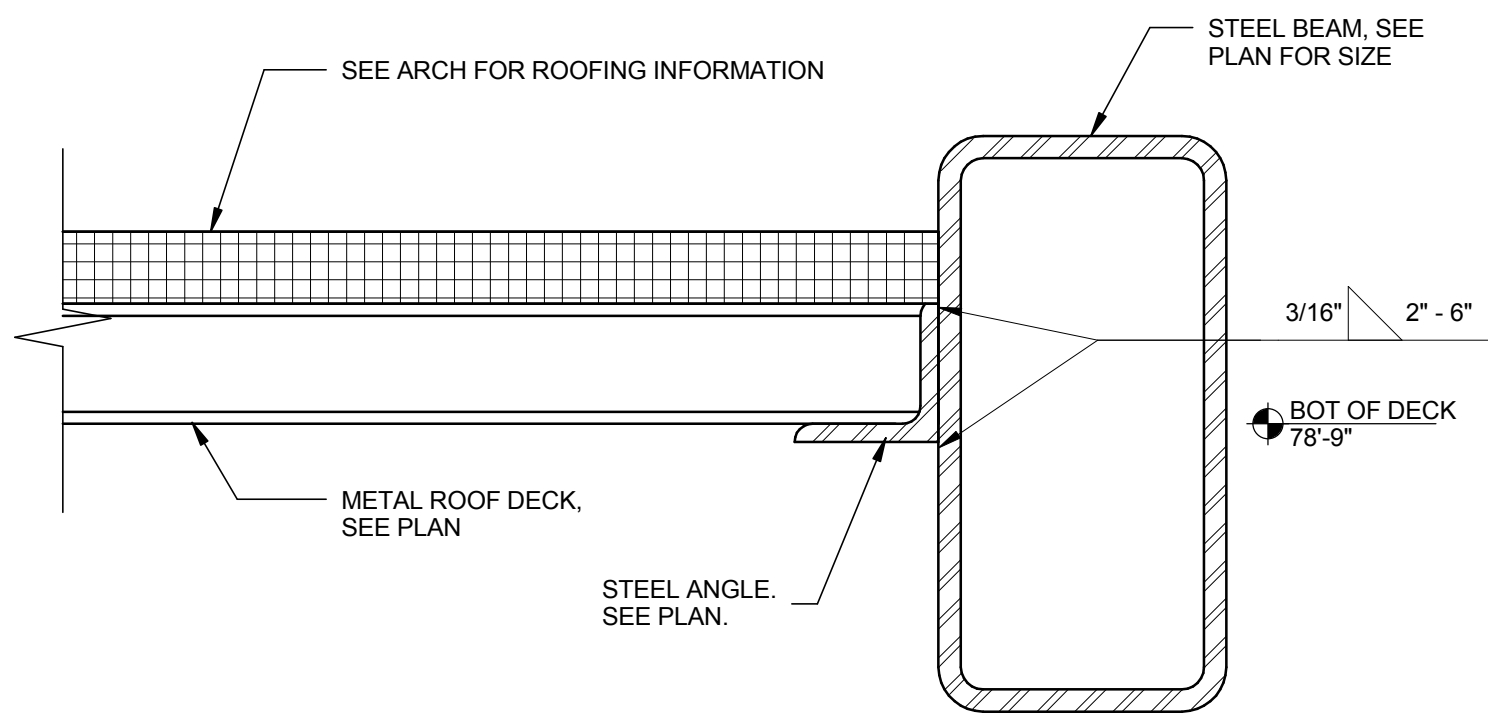 STEEL BEAM, SEE
PLAN FOR SIZE
SEE ARCH FOR ROOFING INFORMATION
3/16" 2" - 6"
BOT OF DECK
78'-9"
METAL ROOF DECK,
SEE PLAN
STEEL ANGLE.
SEE PLAN.